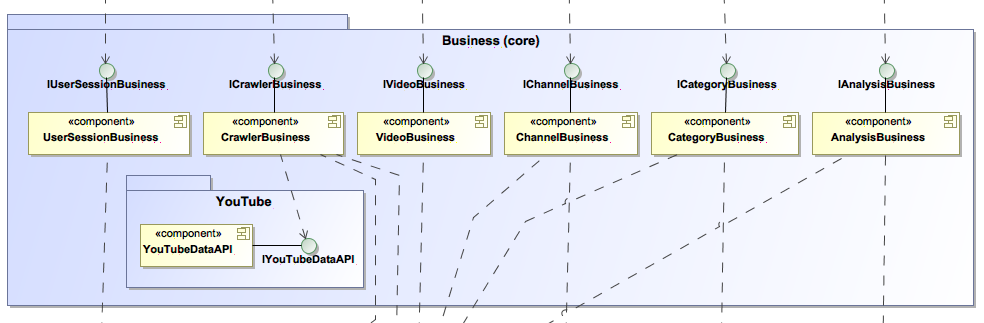 Business (core)
IUserSessionBusiness
ICrawlerBusiness
IVideoBusiness
IChannelBusiness
ICategoryBusiness
IAnalysisBusiness
«component»
UserSessionBusiness
«component»
CrawlerBusiness
«component»
VideoBusiness
«component»
ChannelBusiness
«component»
CategoryBusiness
«component»
AnalysisBusiness
YouTube
«component»
YouTubeDataAPI
IYouTubeDataAPI